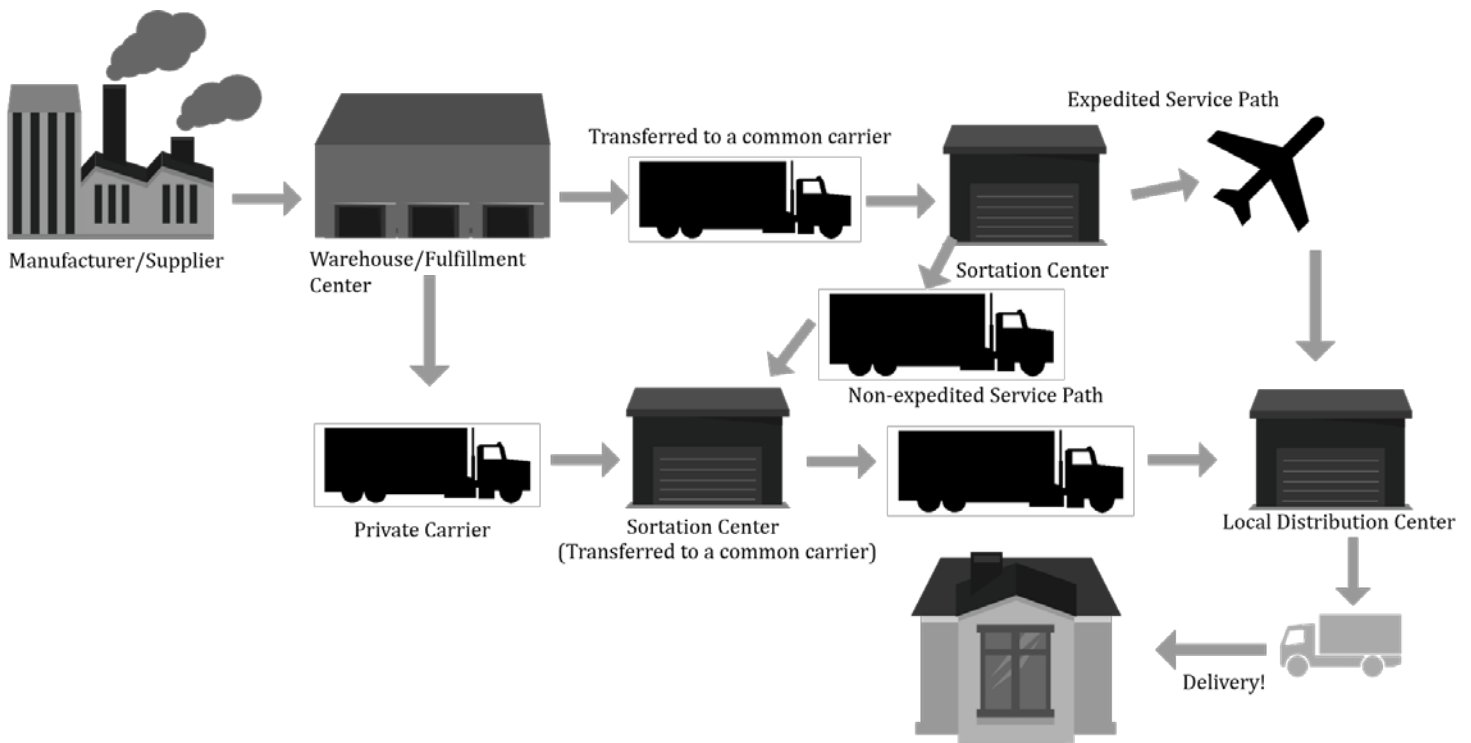 Expedited Service Path
Transferred to a common carrier
Manufacturer/Supplier
Warehouse/Fulfillment
Center
Sortation Center
Non-expedited Service Path
Private Carrier
Sortation Center
(Transferred to a common carrier)
Local Distribution Center
Delivery!